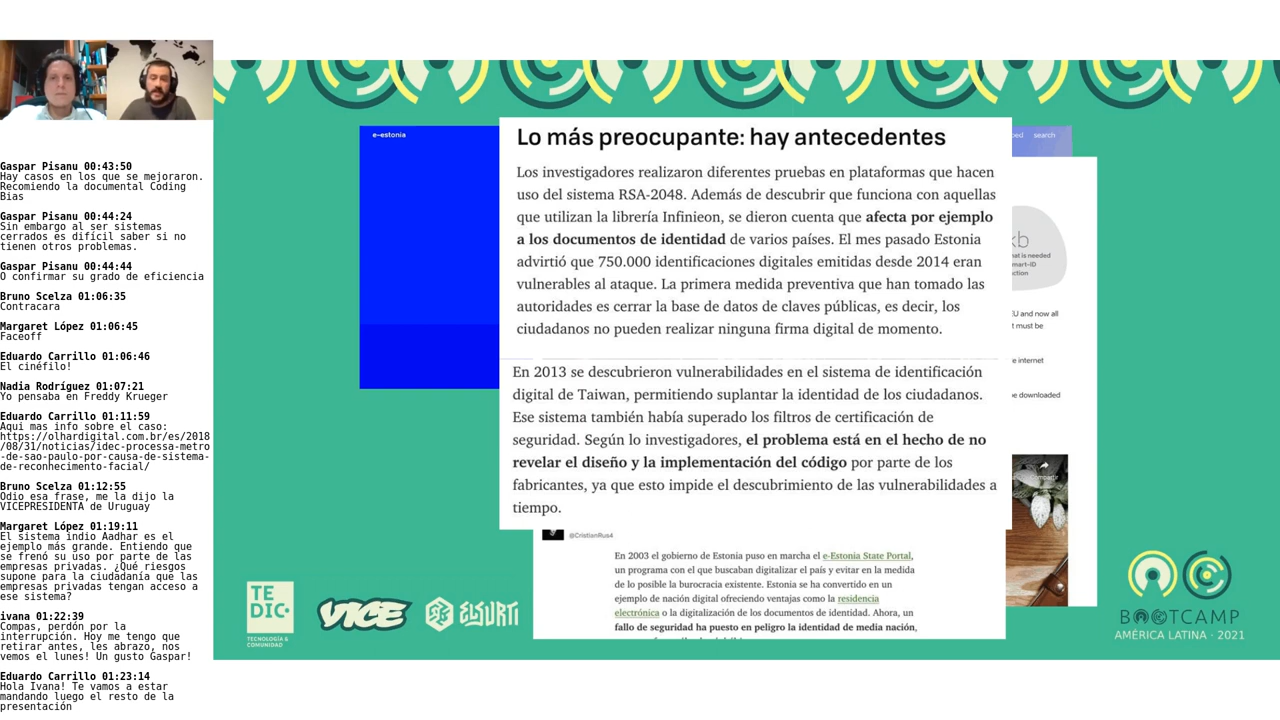 Gaspar Pisanu 00:43:50
Hay casos en los que se mejoraron.
Recomiendo la documental Coding
Bias
Gaspar Pisanu 00:44:24
Sin embargo al ser sistemas
cerrados es dificil saber si no
tienen otros problemas.
Gaspar Pisanu 00:44:44
O confirmar su grado de eficiencia
Bruno Scelza 01:06:35
Contracara
Margaret López 01:06:45
Faceoff
Eduardo Carrillo 01:06:46
El cinéfilo!
Nadia Rodríguez 01:07:21
Yo pensaba en Freddy Krueger
Eduardo Carrillo 01:11:59
Aqui mas info sobre el caso:
https://olhardigital.com.br/es/2018
/08/31/noticias/idec-processa-metro
-de-sao-paulo-por-causa-de-sistema-
de-reconhecimento-facial/
Bruno Scelza 01:12:55
Odio esa frase, me la dijo la
VICEPRESIDENTA de Uruguay
Margaret López 01:19:11
El sistema indio Aadhar es el
ejemplo más grande. Entiendo que
se frenó su uso por parte de las
empresas privadas. ¿Qué riesgos
supone para la ciudadanía que las
empresas privadas tengan acceso a
ese sistema?
ivana 01:22:39
Compas, perdón por la
interrupción. Hoy me tengo que
retirar antes, les abrazo, nos
vemos el lunes! Un gusto Gaspar!
Eduardo Carrillo 01:23:14
Hola Ivana! Te vamos a estar
mandando luego el resto de la
presentación
e-estonia
search
Lo más preocupante: hay antecedentes
Los investigadores realizaron diferentes pruebas en plataformas que hacen
uso del sistema RSA-2048. Además de descubrir que funciona con aquellas
que utilizan la librería Infinieon, se dieron cuenta que afecta por ejemplo
a los documentos de identidad de varios países. El mes pasado Estonia
advirtió que 750.000 identificaciones digitales emitidas desde 2014 eran
vulnerables al ataque. La primera medida preventiva que han tomado las
autoridades es cerrar la base de datos de claves públicas, es decir, los
ciudadanos no pueden realizar ninguna firma digital de momento.
En 2013 se descubrieron vulnerabilidades en el sistema de identificación
digital de Taiwan, permitiendo suplantar la identidad de los ciudadanos.
Ese sistema también había superado los filtros de certificación de
seguridad. Según lo investigadores, el problema está en el hecho de no
revelar el diseño y la implementación del código por parte de los
fabricantes, ya que esto impide el descubrimiento de las vulnerabilidades a
tiempo.
kb
is needed
smart-ID
EU and now all
must be
internet
be downloaded
@CristianRus4
En 2003 el gobierno de Estonia puso en marcha el e-Estonia State Portal,
un programa con el que buscaban digitalizar el país y evitar en la medida
de lo posible la burocracia existente. Estonia se ha convertido en un
ejemplo de nación digital ofreciendo ventajas como la residencia
electrónica o la digitalización de los documentos de identidad. Ahora, un
fallo de seguridad ha puesto en peligro la identidad de media nación,
TE
DIC
TECNOLOGÍA &
COMUNIDAD
VICE
ELSURTI
BOOTCAMP
AMÉRICA LATINA · 2021